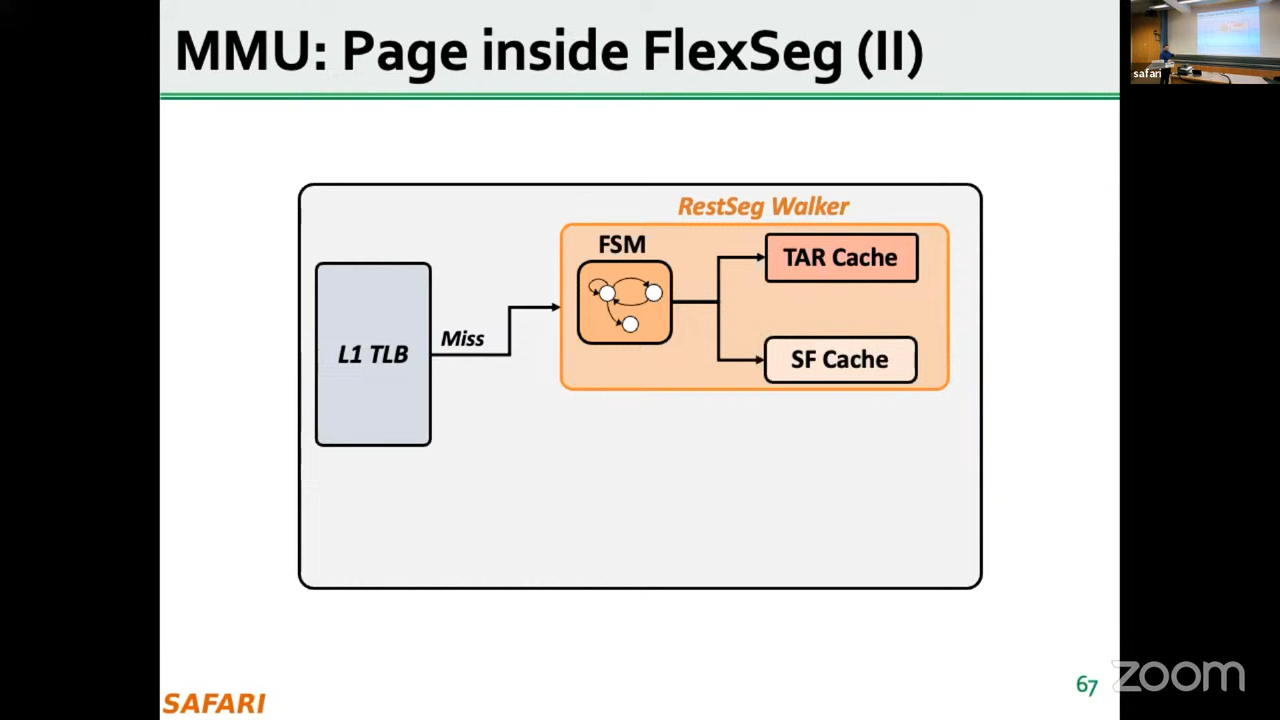 MMU: Page inside FlexSeg (II)
safari
RestSeg Walker
FSM
TAR Cache
L1 TLB
Miss
SF Cache
SAFARI
67
zoom